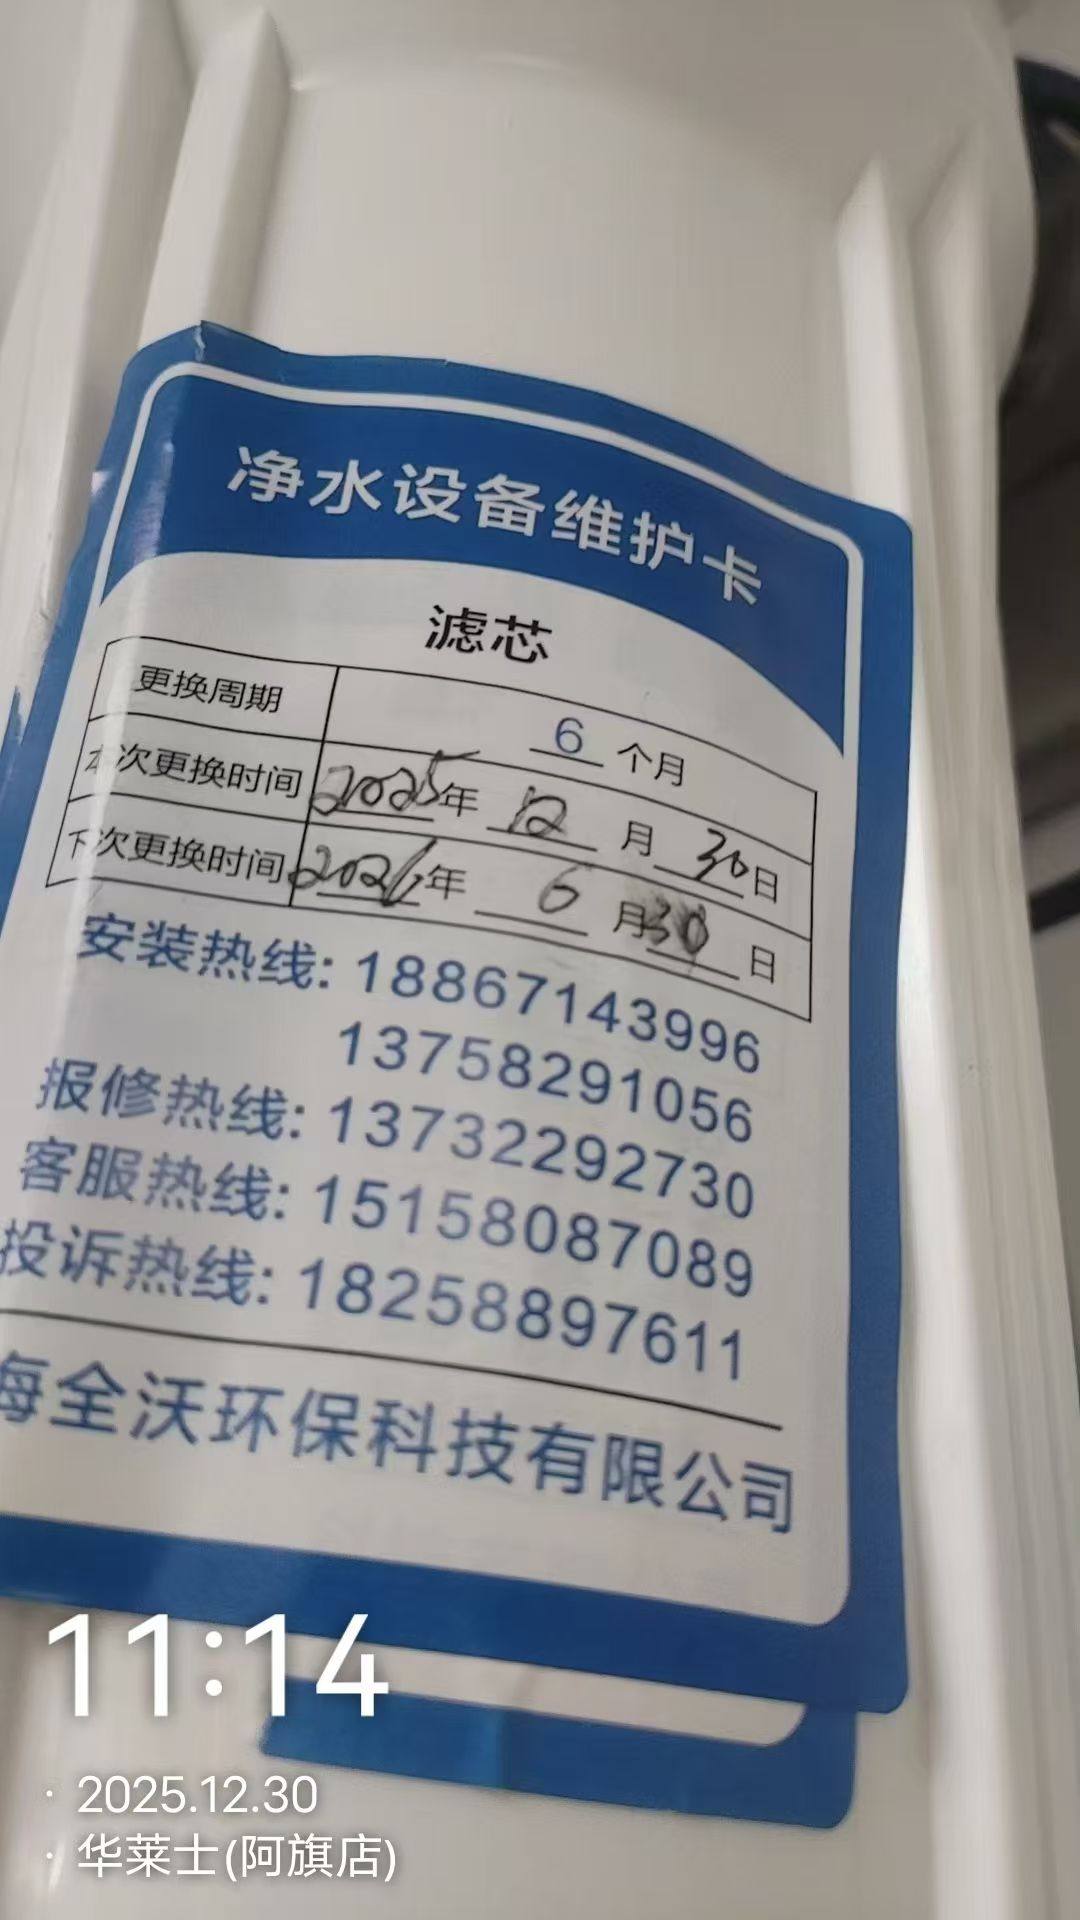 净水设备维护卡
滤芯
更换周期 6 个月
本次更换时间 2025年 12 月 30日
下次更换时间 2026年 6 月30 日
安装热线: 18867143996
13758291056
报修热线: 13732292730
客服热线: 15158087089
投诉热线: 18258897611
海全沃环保科技有限公司
11:14
· 2025.12.30
· 华莱士(阿旗店)